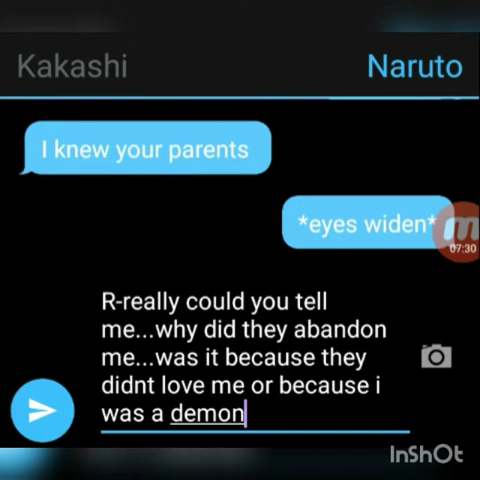 Kakashi
Naruto
I knew your parents
*eyes widen*
07:30
R-really could you tell
me...why did they abandon
me...was it because they
didnt love me or because i
was a demon
InShOt